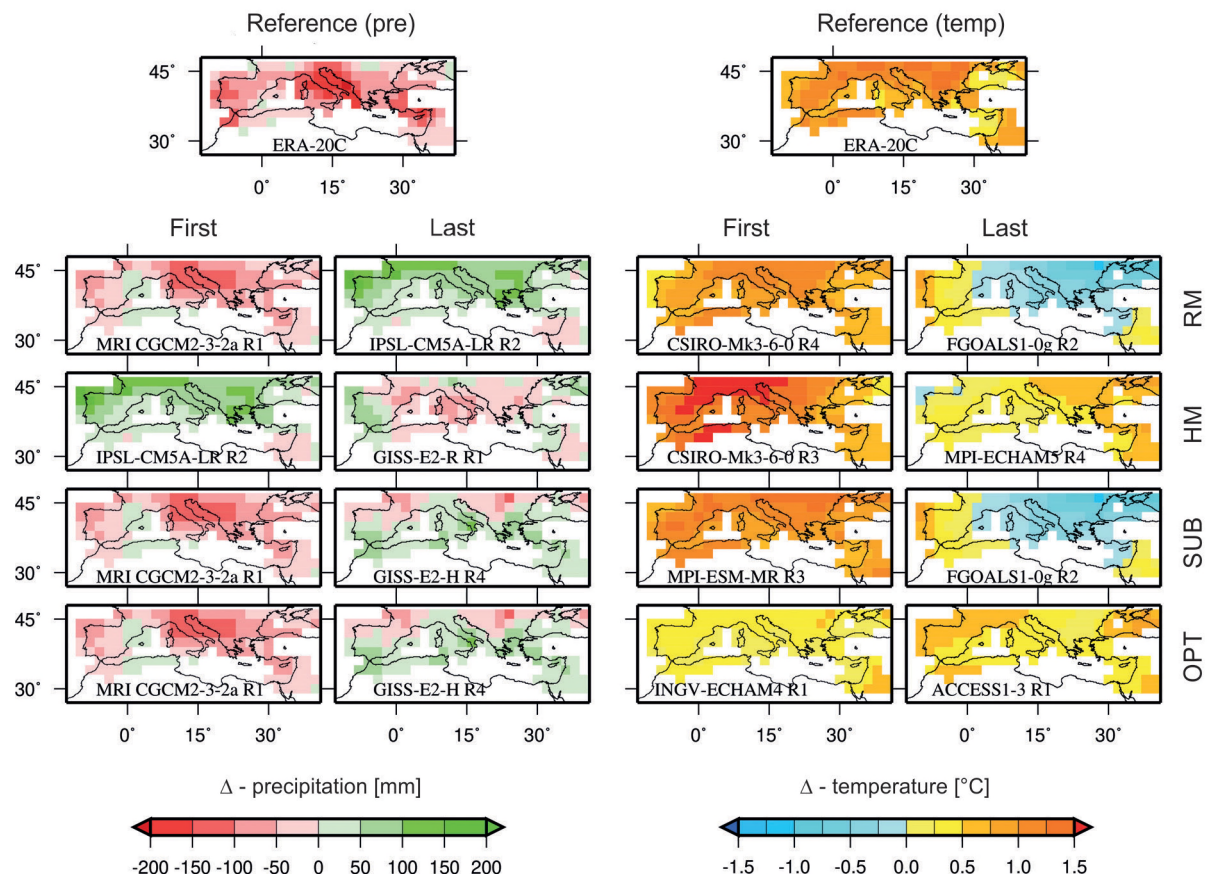 Reference (pre)
Reference (temp)
45°
30°
ERA-20C
0°
15°
30°
45°
30°
ERA-20C
0°
15°
30°
First
Last
First
Last
45°
30°
MRI CGCM2-3-2a R1
IPSL-CM5A-LR R2
CSIRO-Mk3-6-0 R4
FGOALS1-0g R2
RM
45°
30°
IPSL-CM5A-LR R2
GISS-E2-R R1
CSIRO-Mk3-6-0 R3
MPI-ECHAM5 R4
HM
45°
30°
MRI CGCM2-3-2a R1
GISS-E2-H R4
MPI-ESM-MR R3
FGOALS1-0g R2
SUB
45°
30°
MRI CGCM2-3-2a R1
GISS-E2-H R4
INGV-ECHAM4 R1
ACCESS1-3 R1
OPT
0°
15°
30°
0°
15°
30°
0°
15°
30°
0°
15°
30°
Δ - precipitation [mm]
-200 -150 -100 -50 0 50 100 150 200
Δ - temperature [°C]
-1.5 -1.0 -0.5 0.0 0.5 1.0 1.5